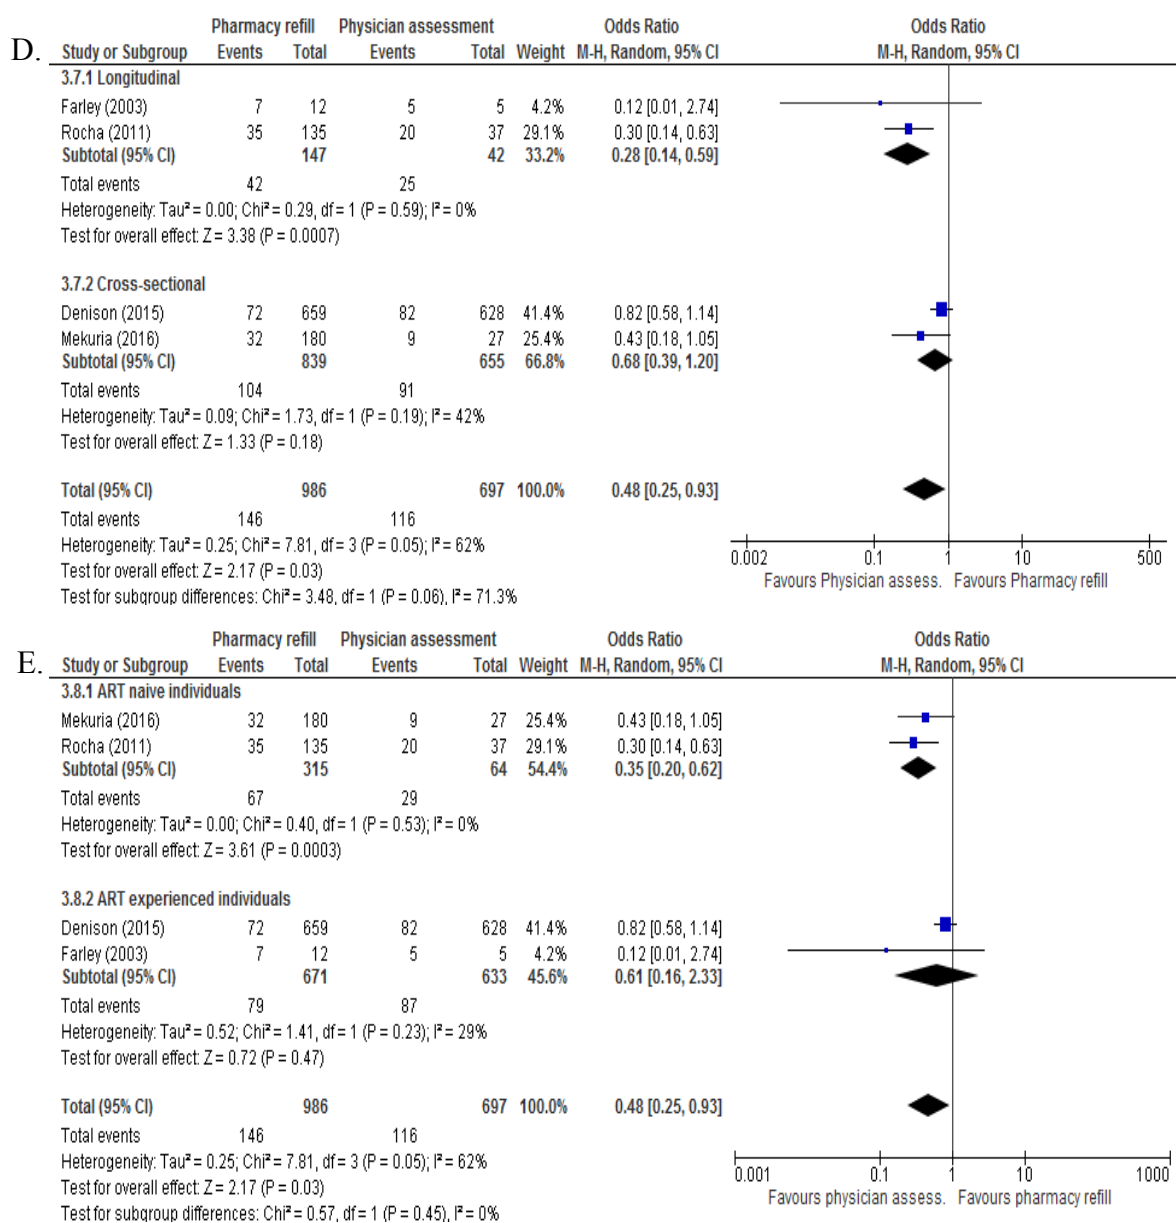 Pharmacy refill Physician assessment Odds Ratio Odds Ratio
D. Study or Subgroup Events Total Events Total Weight M-H, Random, 95% CI M-H, Random, 95% CI
3.7.1 Longitudinal
Farley (2003) 7 12 5 5 4.2% 0.12 [0.01, 2.74]
Rocha (2011) 35 135 20 37 29.1% 0.30 [0.14, 0.63]
Subtotal (95% CI) 147 42 33.2% 0.28 [0.14, 0.59]
Total events 42 25
Heterogeneity: Tau² = 0.00; Chi² = 0.29, df = 1 (P = 0.59); I² = 0%
Test for overall effect: Z = 3.38 (P = 0.0007)
3.7.2 Cross-sectional
Denison (2015) 72 659 82 628 41.4% 0.82 [0.58, 1.14]
Mekuria (2016) 32 180 9 27 25.4% 0.43 [0.18, 1.05]
Subtotal (95% CI) 839 655 66.8% 0.68 [0.39, 1.20]
Total events 104 91
Heterogeneity: Tau² = 0.09; Chi² = 1.73, df = 1 (P = 0.19); I² = 42%
Test for overall effect: Z = 1.33 (P = 0.18)
Total (95% CI) 986 697 100.0% 0.48 [0.25, 0.93]
Total events 146 116
Heterogeneity: Tau² = 0.25; Chi² = 7.81, df = 3 (P = 0.05); I² = 62%
0.002 0.1 1 10 500
Test for overall effect: Z = 2.17 (P = 0.03)
Favours Physician assess. Favours Pharmacy refill
Test for subgroup differences: Chi² = 3.48, df = 1 (P = 0.06), I² = 71.3%
Pharmacy refill Physician assessment Odds Ratio Odds Ratio
E. Study or Subgroup Events Total Events Total Weight M-H, Random, 95% CI M-H, Random, 95% CI
3.8.1 ART naive individuals
Mekuria (2016) 32 180 9 27 25.4% 0.43 [0.18, 1.05]
Rocha (2011) 35 135 20 37 29.1% 0.30 [0.14, 0.63]
Subtotal (95% CI) 315 64 54.4% 0.35 [0.20, 0.62]
Total events 67 29
Heterogeneity: Tau² = 0.00; Chi² = 0.40, df = 1 (P = 0.53); I² = 0%
Test for overall effect: Z = 3.61 (P = 0.0003)
3.8.2 ART experienced individuals
Denison (2015) 72 659 82 628 41.4% 0.82 [0.58, 1.14]
Farley (2003) 7 12 5 5 4.2% 0.12 [0.01, 2.74]
Subtotal (95% CI) 671 633 45.6% 0.61 [0.16, 2.33]
Total events 79 87
Heterogeneity: Tau² = 0.52; Chi² = 1.41, df = 1 (P = 0.23); I² = 29%
Test for overall effect: Z = 0.72 (P = 0.47)
Total (95% CI) 986 697 100.0% 0.48 [0.25, 0.93]
Total events 146 116
Heterogeneity: Tau² = 0.25; Chi² = 7.81, df = 3 (P = 0.05); I² = 62%
0.001 0.1 1 10 1000
Test for overall effect: Z = 2.17 (P = 0.03)
Favours physician assess. Favours pharmacy refill
Test for subgroup differences: Chi² = 0.57, df = 1 (P = 0.45), I² = 0%